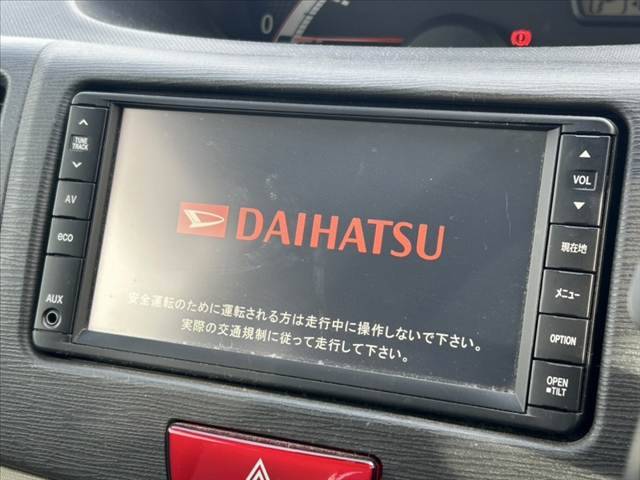 0
TUNE
TRACK
AV
eco
AUX
DAIHATSU
安全運転のために運転される方は走行中に操作しないで下さい。
実際の交通規制に従って走行して下さい。
VOL
現在地
メニュー
OPTION
OPEN
■TILT